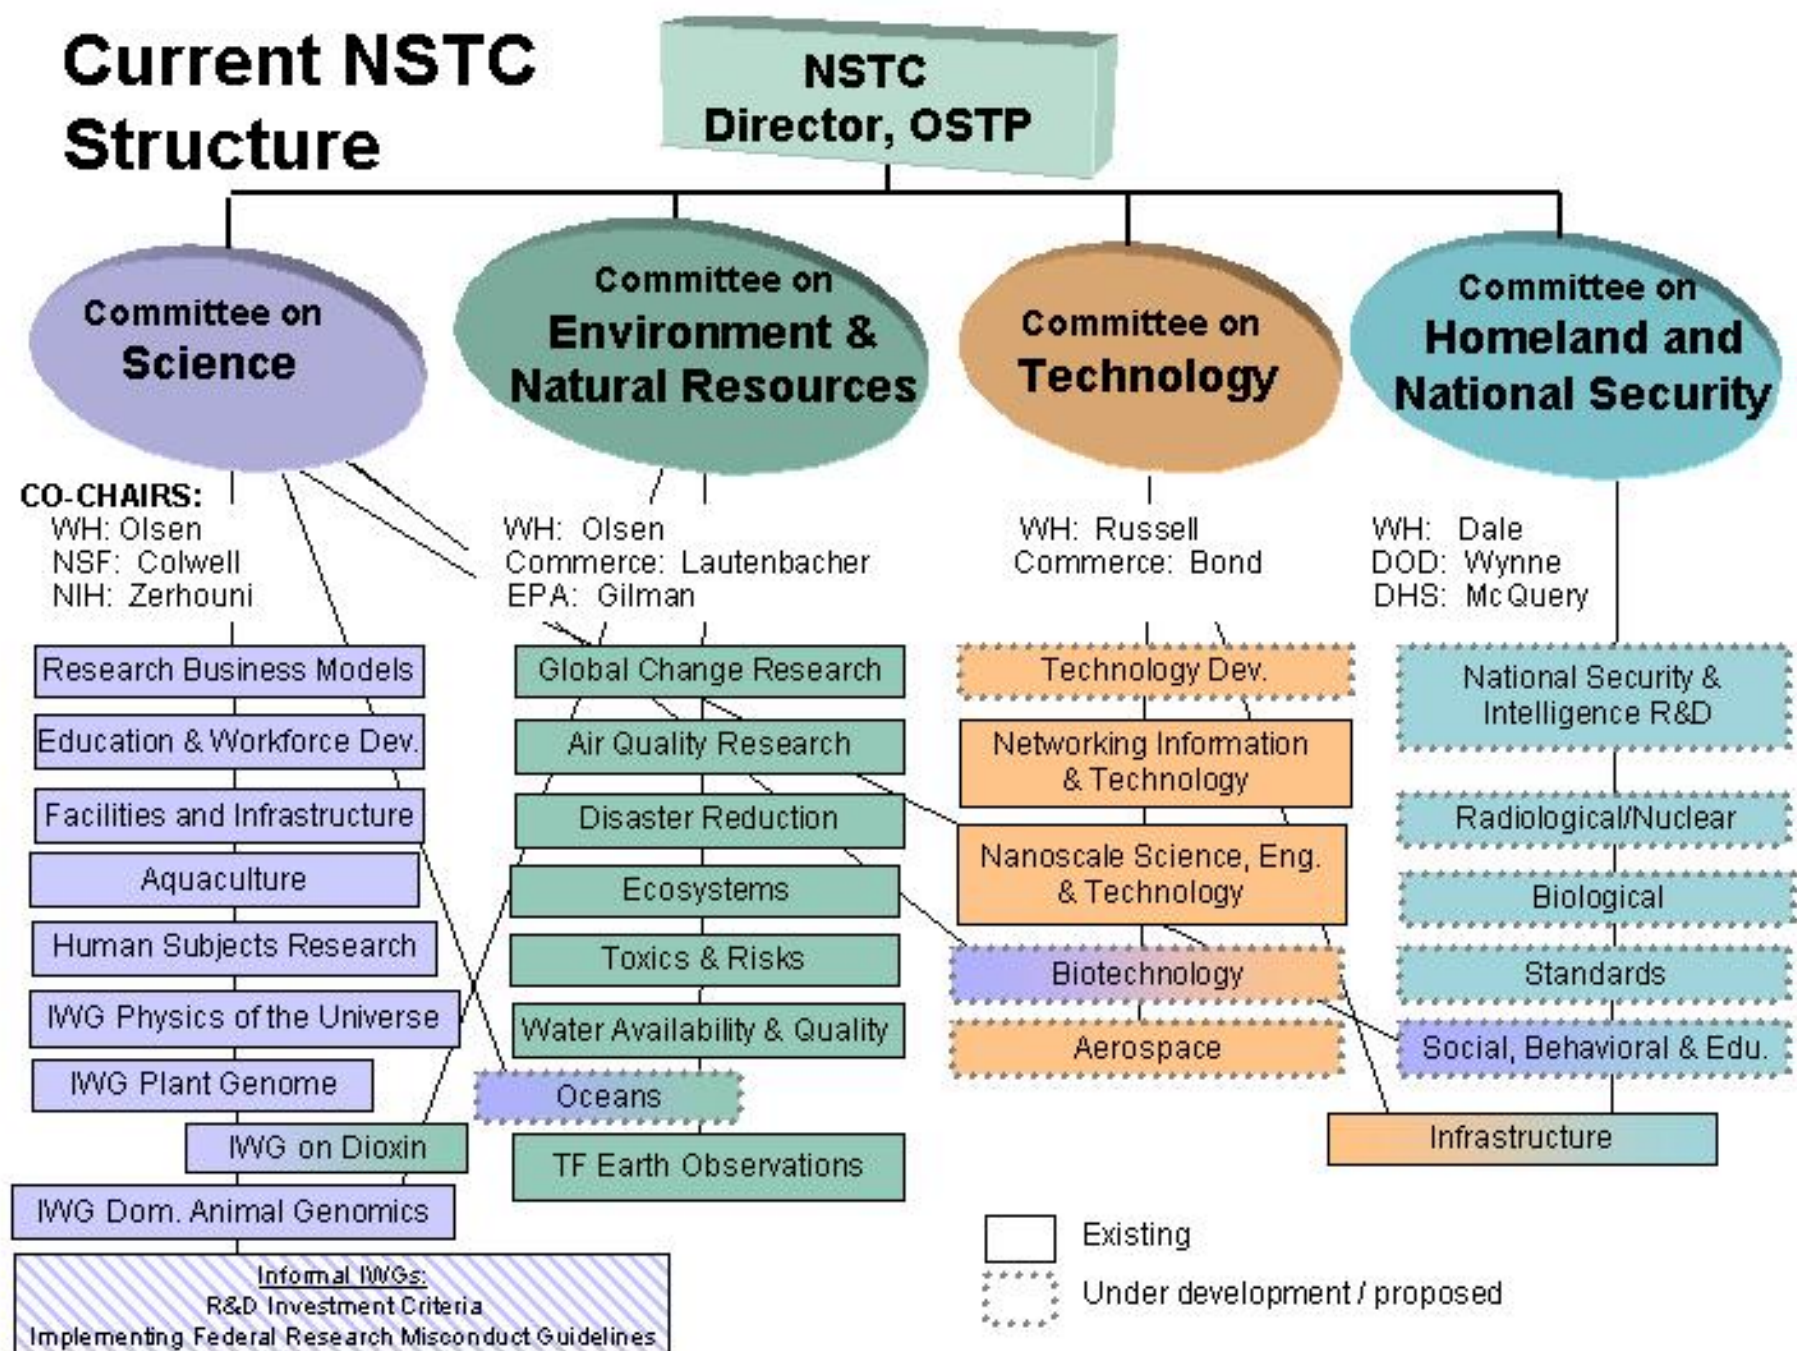 Current NSTC
Structure
NSTC
Director, OSTP
Committee on
Science
Committee on
Environment &
Natural Resources
Committee on
Technology
Committee on
Homeland and
National Security
CO-CHAIRS:
WH: Olsen
NSF: Colwell
NIH: Zerhouni
WH: Olsen
Commerce: Lautenbacher
EPA: Gilman
WH: Russell
Commerce: Bond
WH: Dale
DOD: Wynne
DHS: McQuery
Research Business Models
Education & Workforce Dev.
Facilities and Infrastructure
Aquaculture
Human Subjects Research
IWG Physics of the Universe
IWG Plant Genome
IWG on Dioxin
IWG Dom. Animal Genomics
Informal IWGs:
R&D Investment Criteria
Implementing Federal Research Misconduct Guidelines
Global Change Research
Air Quality Research
Disaster Reduction
Ecosystems
Toxics & Risks
Water Availability & Quality
Oceans
TF Earth Observations
Technology Dev.
Networking Information
& Technology
Nanoscale Science, Eng.
& Technology
Biotechnology
Aerospace
National Security &
Intelligence R&D
Radiological/Nuclear
Biological
Standards
Social, Behavioral & Edu.
Infrastructure
Existing
Under development / proposed